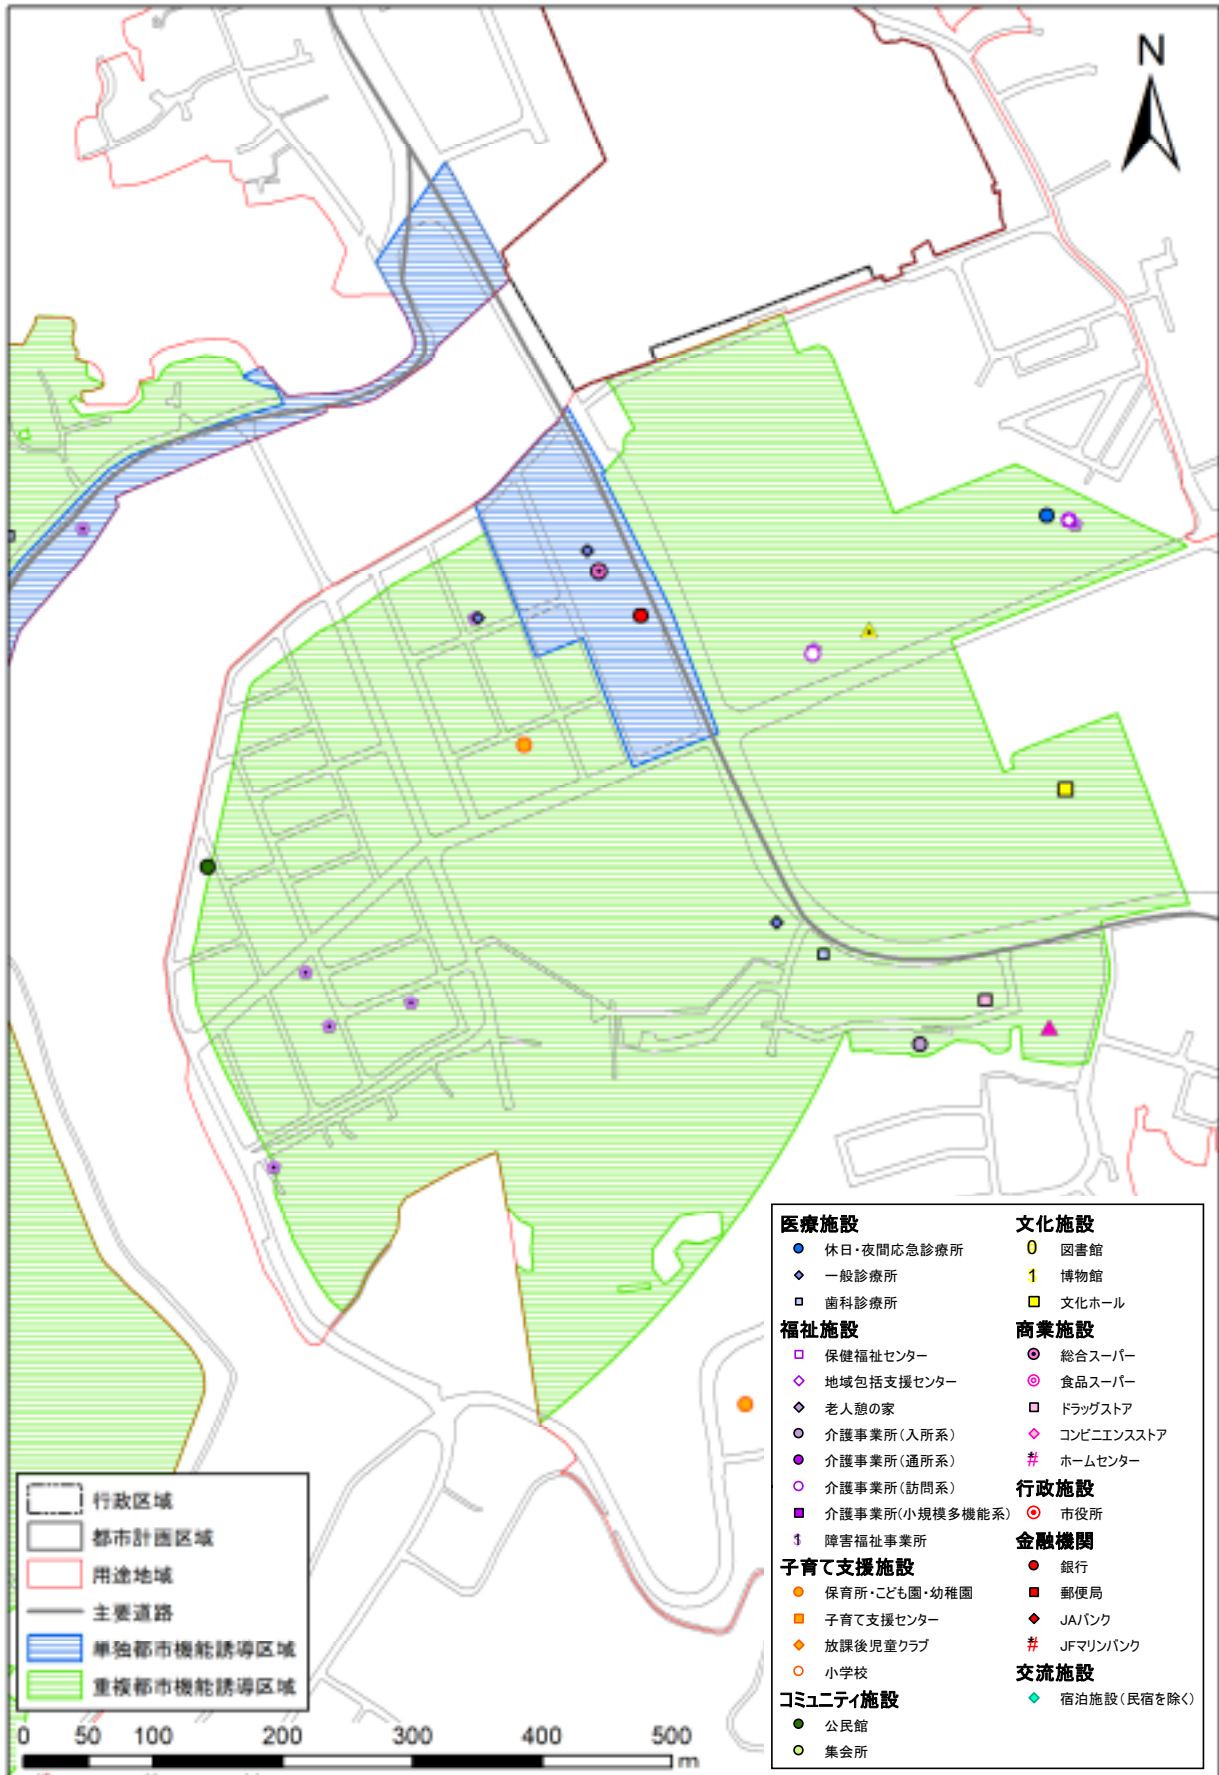 N
医療施設
休日・夜間応急診療所
一般診療所
歯科診療所
福祉施設
保健福祉センター
地域包括支援センター
老人憩の家
介護事業所(入所系)
介護事業所(通所系)
介護事業所(訪問系)
介護事業所(小規模多機能系)
障害福祉事業所
子育て支援施設
保育所・こども園・幼稚園
子育て支援センター
放課後児童クラブ
小学校
コミュニティ施設
公民館
集会所
文化施設
0 図書館
1 博物館
文化ホール
商業施設
総合スーパー
食品スーパー
ドラッグストア
コンビニエンスストア
ホームセンター
行政施設
市役所
金融機関
銀行
郵便局
JAバンク
JFマリンバンク
交流施設
宿泊施設(民宿を除く)
行政区域
都市計画区域
用途地域
主要道路
単独都市機能誘導区域
重複都市機能誘導区域
0 50 100 200 300 400 500
m